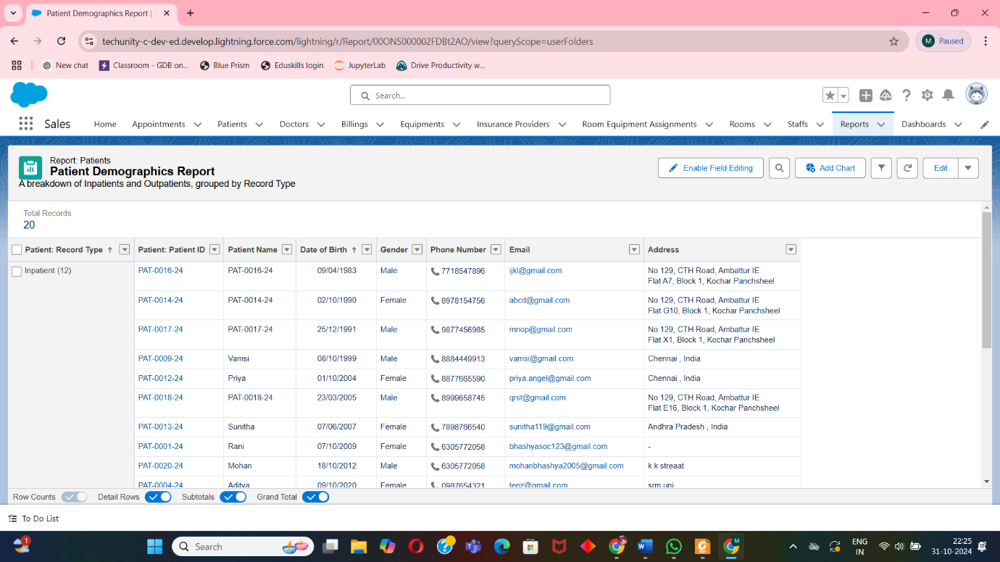 Patient Demographics Report |
techunity-c-dev-ed.develop.lightning.force.com/lightning/r/Report/00ONS000002FDBt2AO/view?queryScope=userFolders
M Paused
New chat Classroom - GDB on... Blue Prism Eduskills login JupyterLab Drive Productivity w...
Search...
Sales Home Appointments Patients Doctors Billings Equipments Insurance Providers Room Equipment Assignments Rooms Staffs Reports Dashboards
Report: Patients
Patient Demographics Report
A breakdown of Inpatients and Outpatients, grouped by Record Type
Enable Field Editing Add Chart Edit
Total Records
20
Patient: Record Type ↑ Patient: Patient ID Patient Name Date of Birth ↑ Gender Phone Number Email Address
Inpatient (12) PAT-0016-24 PAT-0016-24 09/04/1983 Male 7718547896 ijkl@gmail.com No 129, CTH Road, Ambattur IE
Flat A7, Block 1, Kochar Panchsheel
PAT-0014-24 PAT-0014-24 02/10/1990 Female 8978154756 abcd@gmail.com No 129, CTH Road, Ambattur IE
Flat G10, Block 1, Kochar Panchsheel
PAT-0017-24 PAT-0017-24 25/12/1991 Male 9877456985 mnop@gmail.com No 129, CTH Road, Ambattur IE
Flat X1, Block 1, Kochar Panchsheel
PAT-0009-24 Vamsi 08/10/1999 Male 8884449913 vamsi@gmail.com Chennai , India
PAT-0012-24 Priya 01/10/2004 Female 8877665590 priya.angel@gmail.com Chennai , India
PAT-0018-24 PAT-0018-24 23/03/2005 Male 8999658745 qrst@gmail.com No 129, CTH Road, Ambattur IE
Flat E16, Block 1, Kochar Panchsheel
PAT-0013-24 Sunitha 07/06/2007 Female 7898766540 sunitha119@gmail.com Andhra Pradesh , India
PAT-0001-24 Rani 07/10/2009 Female 6305772058 bhashyasoc123@gmail.com -
PAT-0020-24 Mohan 18/10/2012 Male 6305772058 mohanbhashya2005@gmail.com k.k streaat
PAT-0004-24 Aditya 09/10/2020 Female 0987654321 tenz@gmail.com srm uni
Row Counts Detail Rows Subtotals Grand Total
To Do List
1 Search M ENG 22:25
IN 31-10-2024